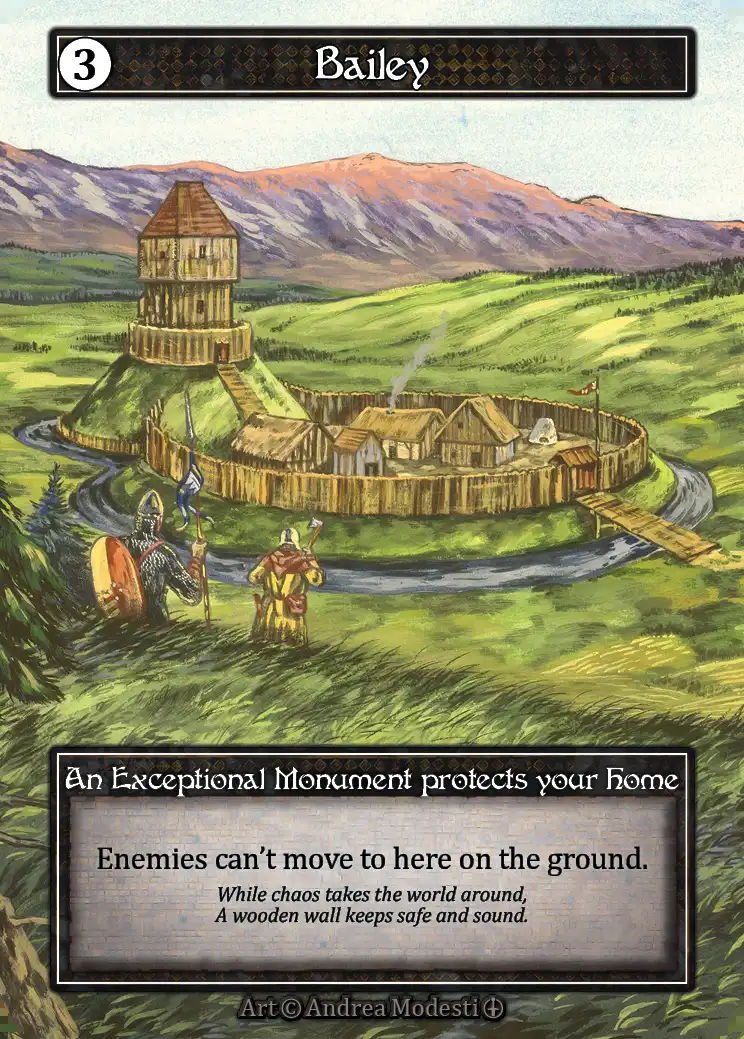 3
Bailey
An Exceptional Monument protects your Home
Enemies can’t move to here on the ground.
While chaos takes the world around,
A wooden wall keeps safe and sound.
Art © Andrea Modesti